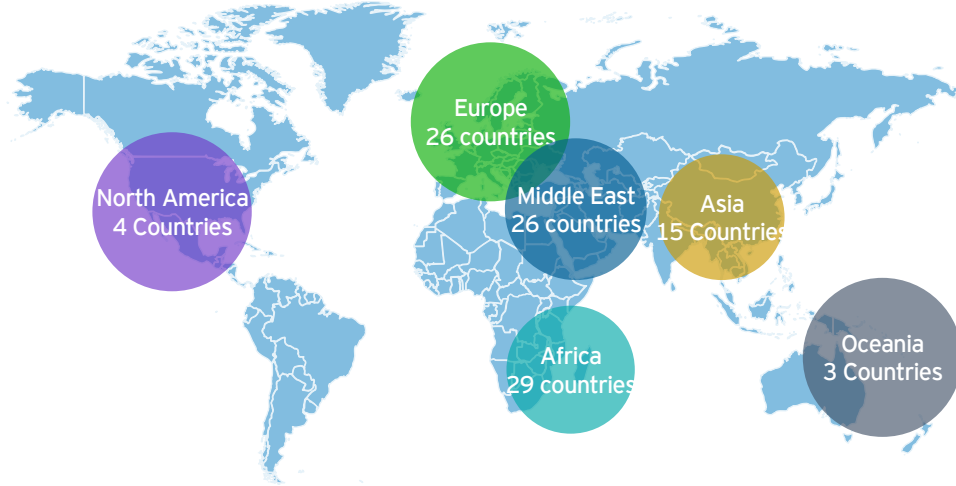 Europe
26 countries
North America
4 Countries
Middle East
26 countries
Asia
15 Countries
Africa
29 countries
Oceania
3 Countries